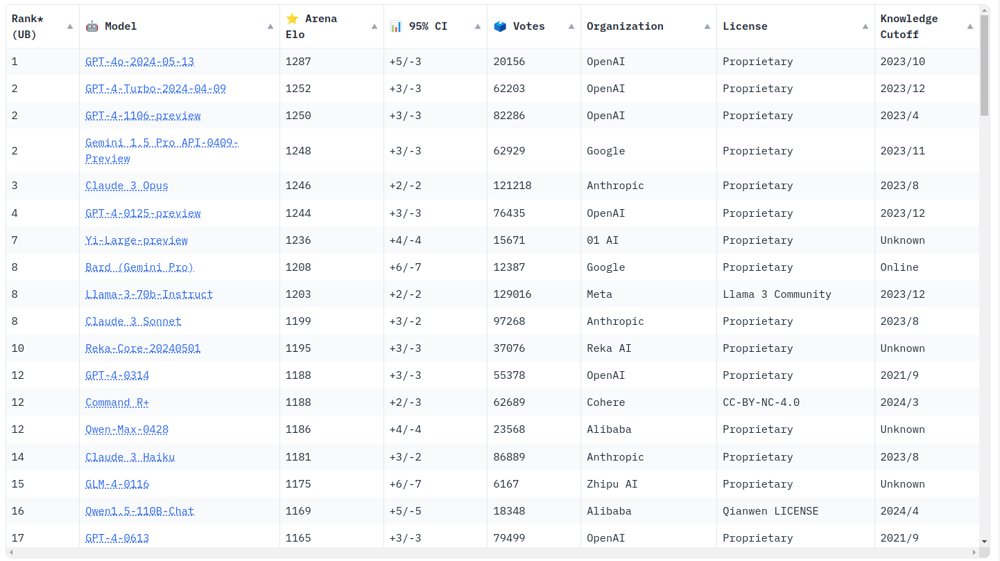 Rank* (UB) 🤖 Model ⭐ Arena Elo 📊 95% CI 🗳️ Votes Organization License Knowledge Cutoff
1 GPT-4o-2024-05-13 1287 +5/-3 20156 OpenAI Proprietary 2023/10
2 GPT-4-Turbo-2024-04-09 1252 +3/-3 62203 OpenAI Proprietary 2023/12
2 GPT-4-1106-preview 1250 +3/-3 82286 OpenAI Proprietary 2023/4
2 Gemini 1.5 Pro API-0409-Preview 1248 +3/-3 62929 Google Proprietary 2023/11
3 Claude 3 Opus 1246 +2/-2 121218 Anthropic Proprietary 2023/8
4 GPT-4-0125-preview 1244 +3/-3 76435 OpenAI Proprietary 2023/12
7 Yi-Large-preview 1236 +4/-4 15671 01 AI Proprietary Unknown
8 Bard (Gemini Pro) 1208 +6/-7 12387 Google Proprietary Online
8 Llama-3-70b-Instruct 1203 +2/-2 129016 Meta Llama 3 Community 2023/12
8 Claude 3 Sonnet 1199 +3/-2 97268 Anthropic Proprietary 2023/8
10 Reka-Core-20240501 1195 +3/-3 37076 Reka AI Proprietary Unknown
12 GPT-4-0314 1188 +3/-3 55378 OpenAI Proprietary 2021/9
12 Command R+ 1188 +2/-3 62689 Cohere CC-BY-NC-4.0 2024/3
12 Qwen-Max-0428 1186 +4/-4 23568 Alibaba Proprietary Unknown
14 Claude 3 Haiku 1181 +3/-2 86889 Anthropic Proprietary 2023/8
15 GLM-4-0116 1175 +6/-7 6167 Zhipu AI Proprietary Unknown
16 Qwen1.5-110B-Chat 1169 +5/-5 18348 Alibaba Qianwen LICENSE 2024/4
17 GPT-4-0613 1165 +3/-3 79499 OpenAI Proprietary 2021/9